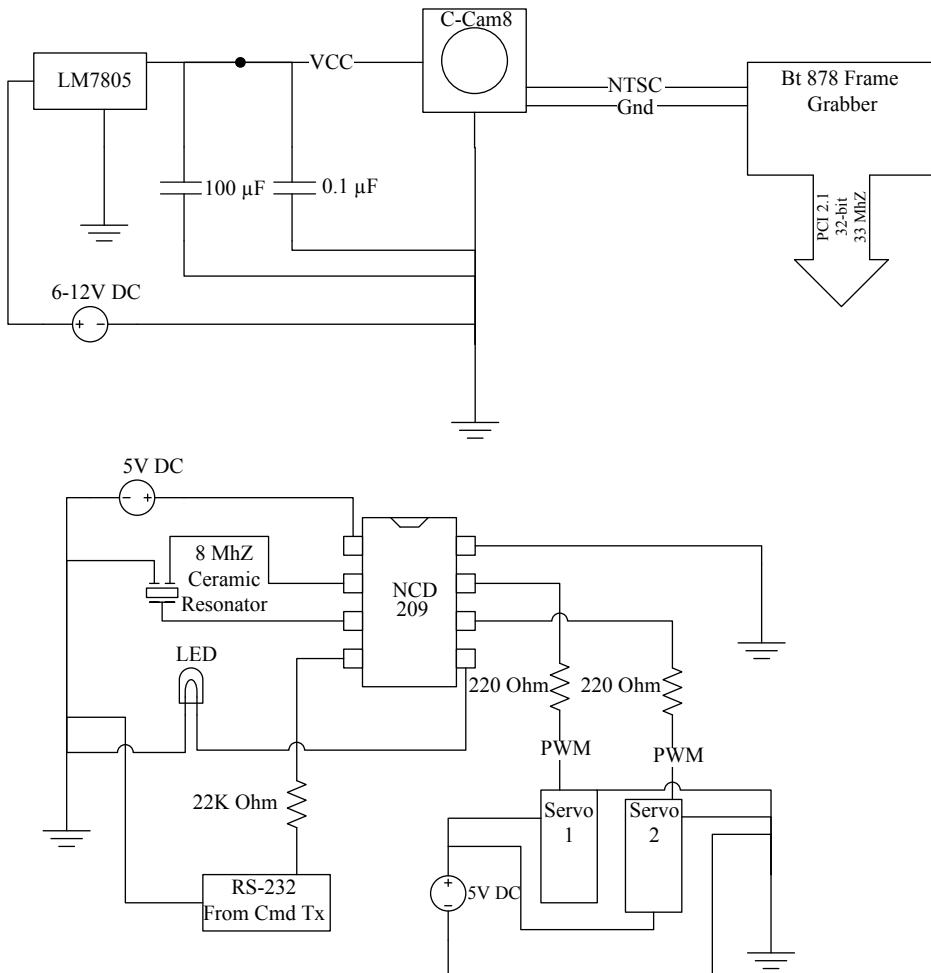 C-Cam8
LM7805
VCC
NTSC
Gnd
Bt 878 Frame
Grabber
100 µF
0.1 µF
PCI 2.1
32-bit
33 MhZ
6-12V DC
+ -
5V DC
- +
8 MhZ
Ceramic
Resonator
NCD
209
LED
220 Ohm
220 Ohm
PWM
PWM
22K Ohm
Servo
1
Servo
2
+
-
5V DC
RS-232
From Cmd Tx